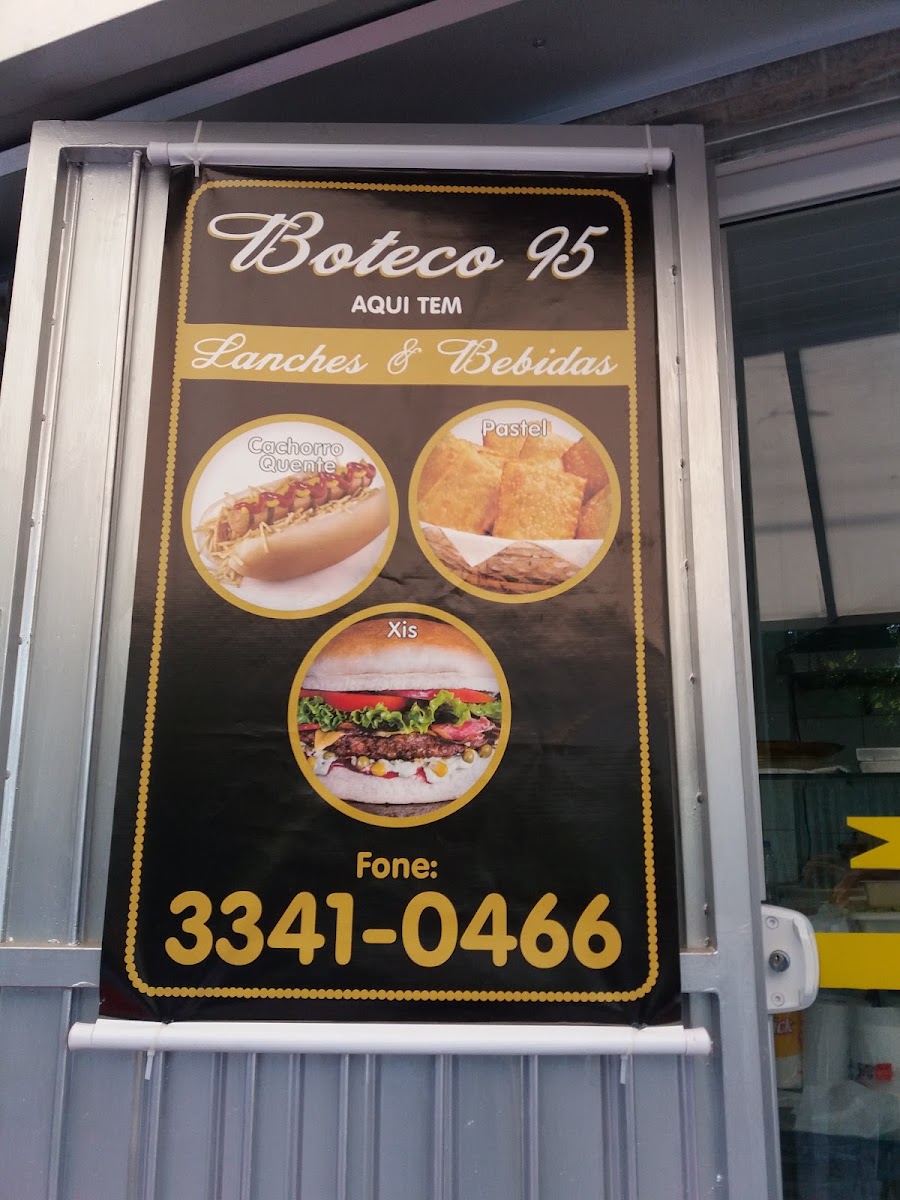 Boteco 95
AQUI TEM
Lanches & Bebidas
Cachorro
Quente
Pastel
Xis
Fone:
3341-0466